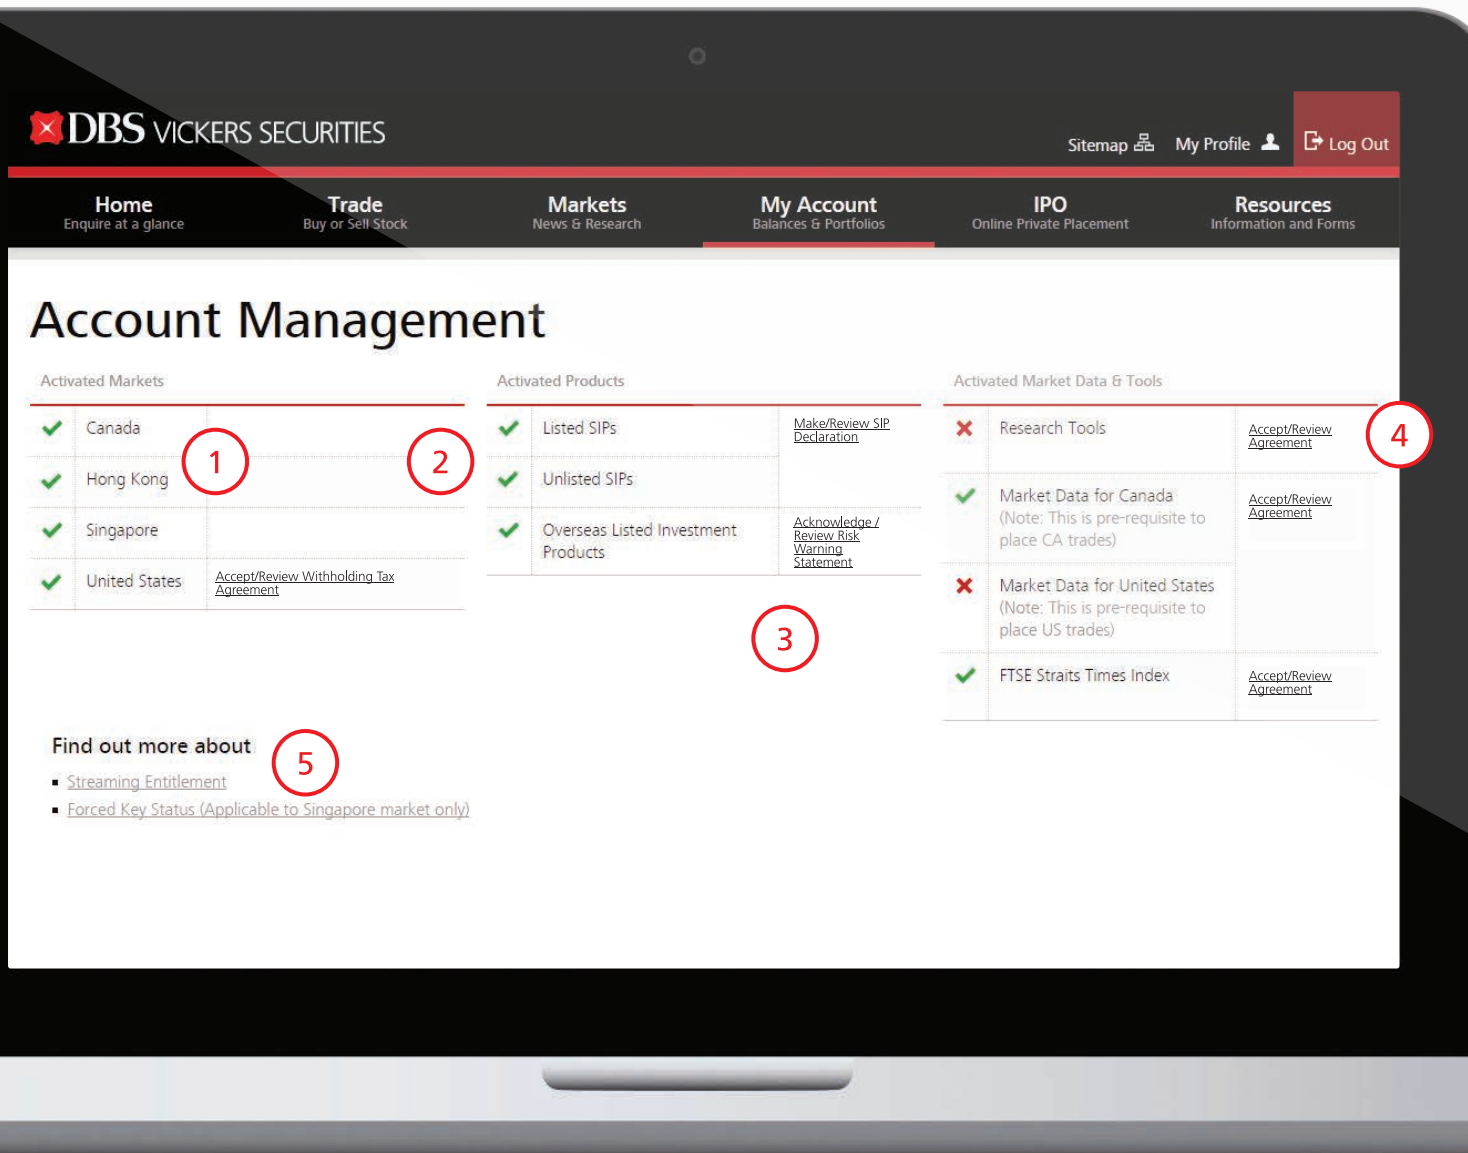 DBS VICKERS SECURITIES
Sitemap
My Profile
Log Out
Home
Enquire at a glance
Trade
Buy or Sell Stock
Markets
News & Research
My Account
Balances & Portfolios
IPO
Online Private Placement
Resources
Information and Forms
Account Management
Activated Markets
Canada
1
2
Hong Kong
Singapore
United States
Accept/Review Withholding Tax
Agreement
Activated Products
Listed SIPs
Make/Review SIP
Declaration
Unlisted SIPs
Overseas Listed Investment
Products
Acknowledge /
Review Risk
Warning
Statement
3
Activated Market Data & Tools
Research Tools
Accept/Review
Agreement
4
Market Data for Canada
(Note: This is pre-requisite to
place CA trades)
Accept/Review
Agreement
Market Data for United States
(Note: This is pre-requisite to
place US trades)
FTSE Straits Times Index
Accept/Review
Agreement
Find out more about
5
Streaming Entitlement
Forced Key Status (Applicable to Singapore market only)